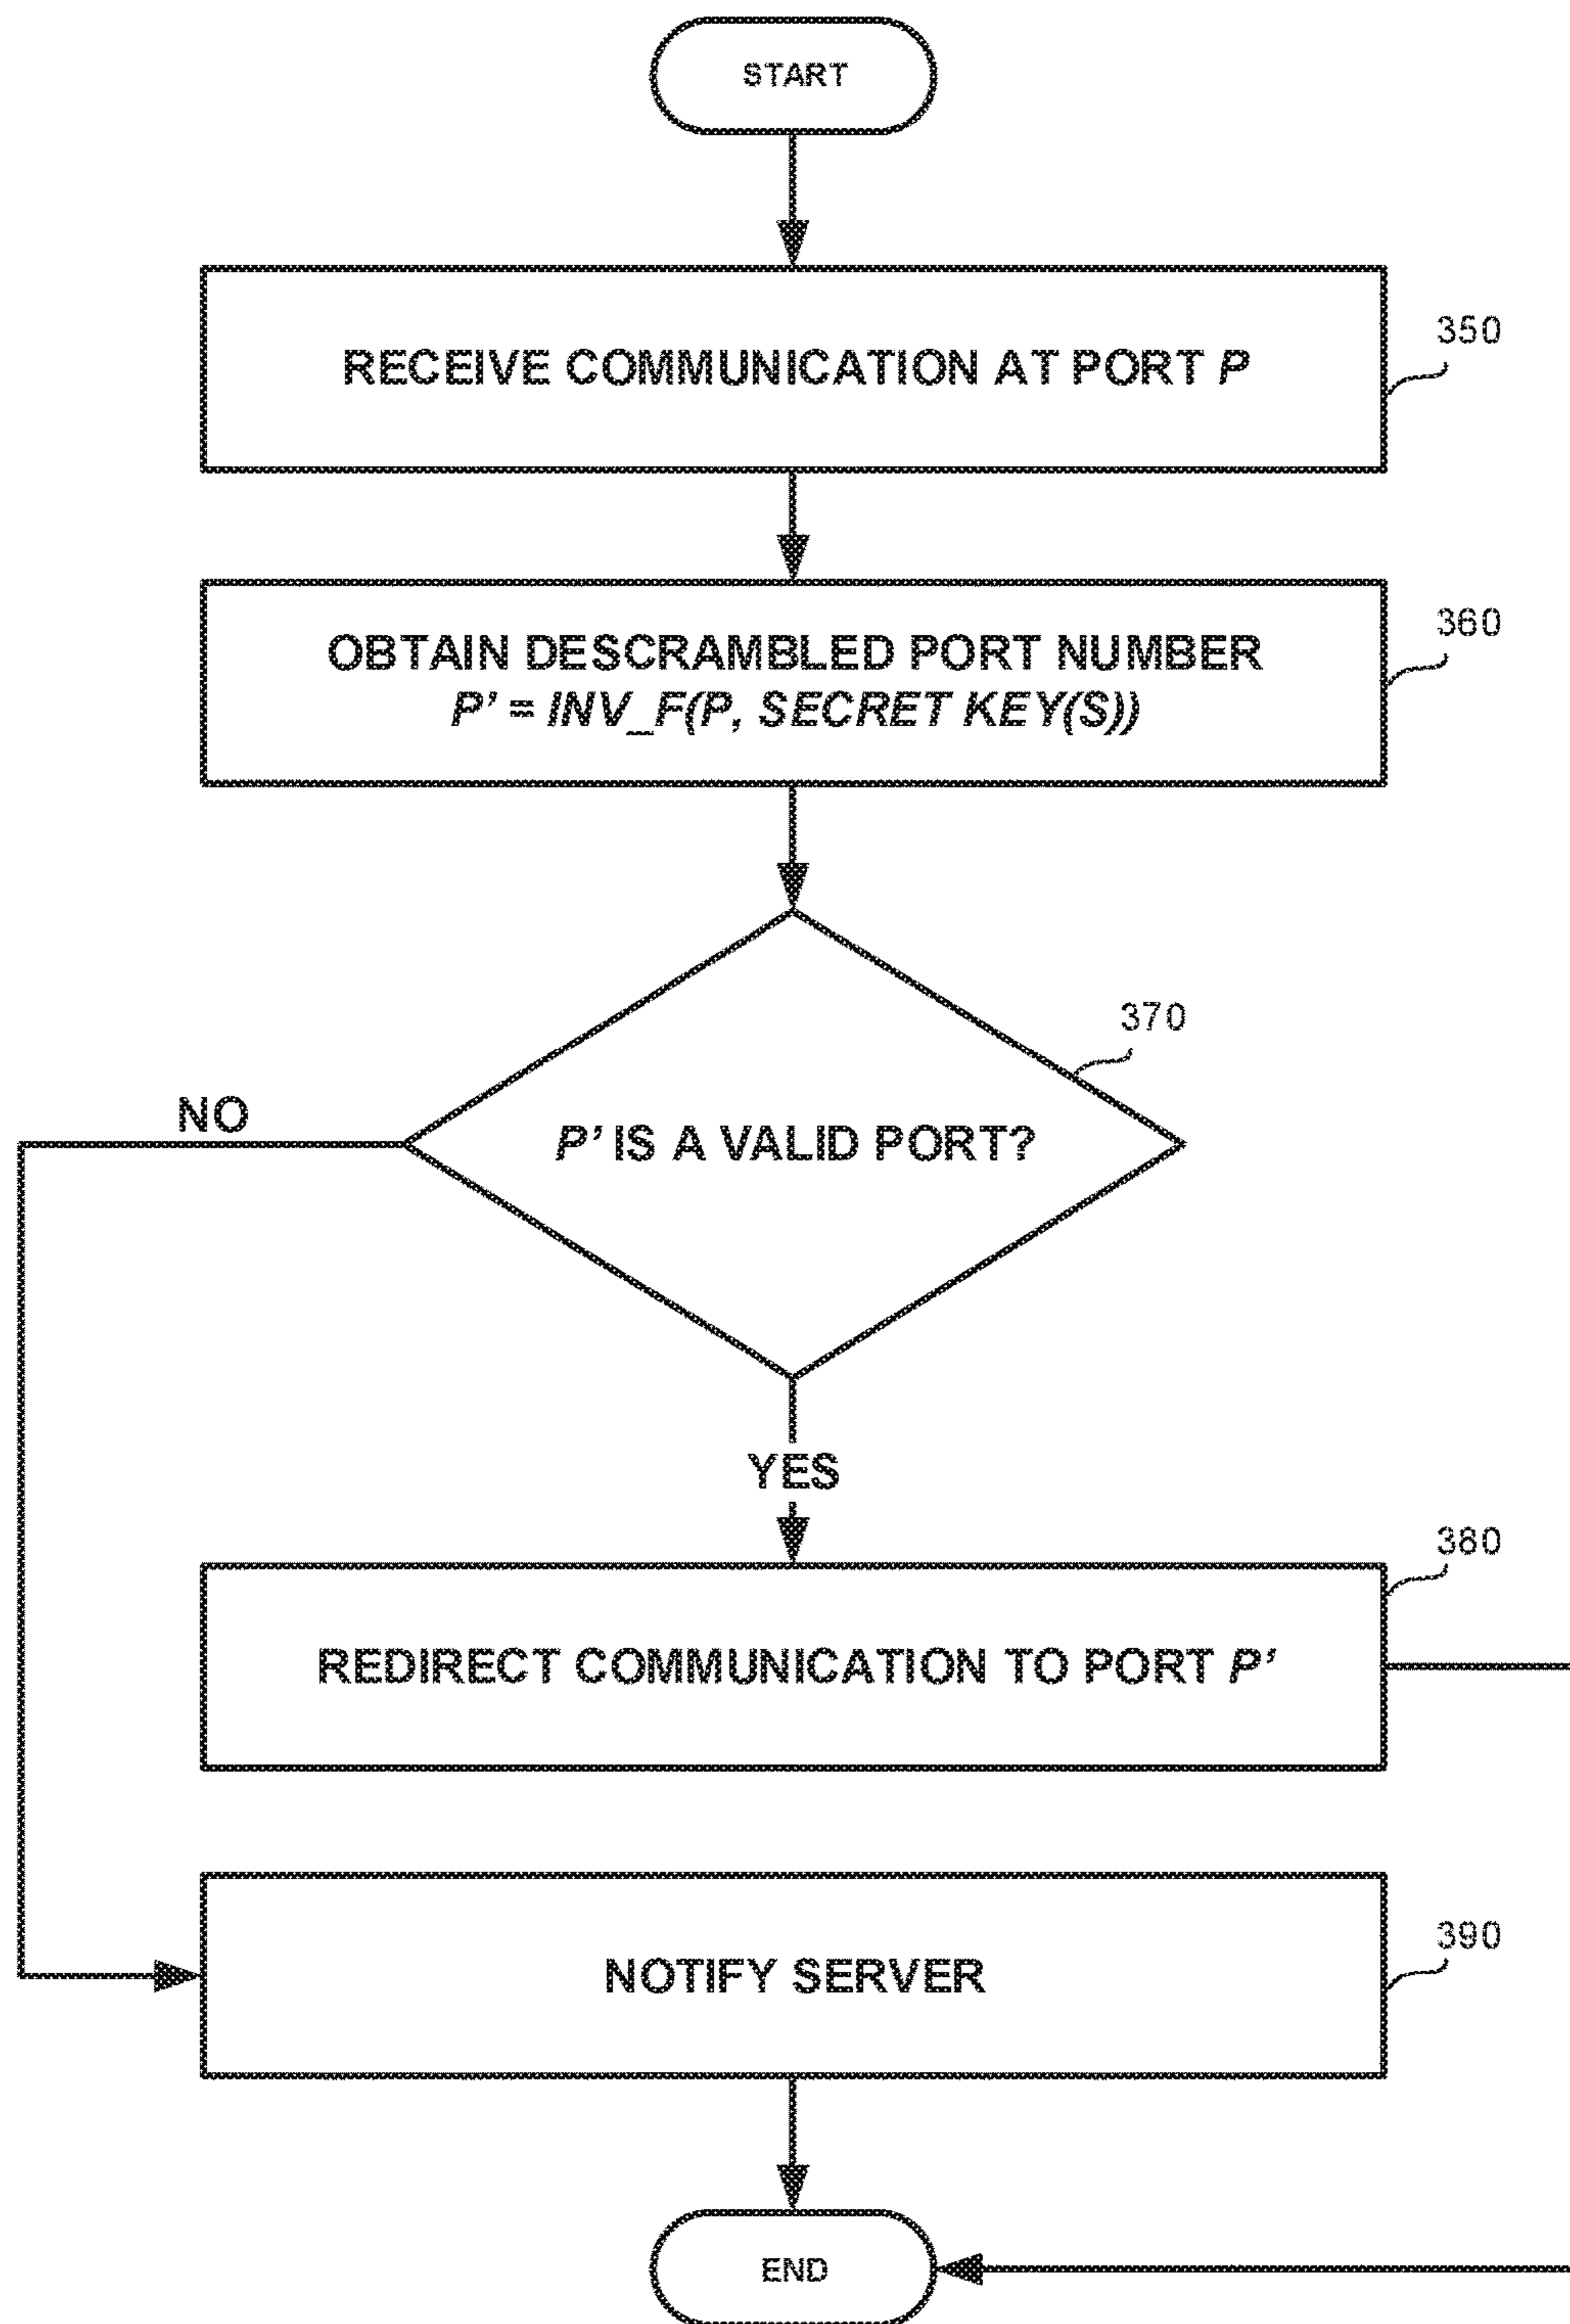 START
RECEIVE COMMUNICATION AT PORT P
350
OBTAIN DESCRAMBLED PORT NUMBER
P’ = INV_F(P, SECRET KEY(S))
360
370
P’ IS A VALID PORT?
NO
YES
380
REDIRECT COMMUNICATION TO PORT P’
390
NOTIFY SERVER
END